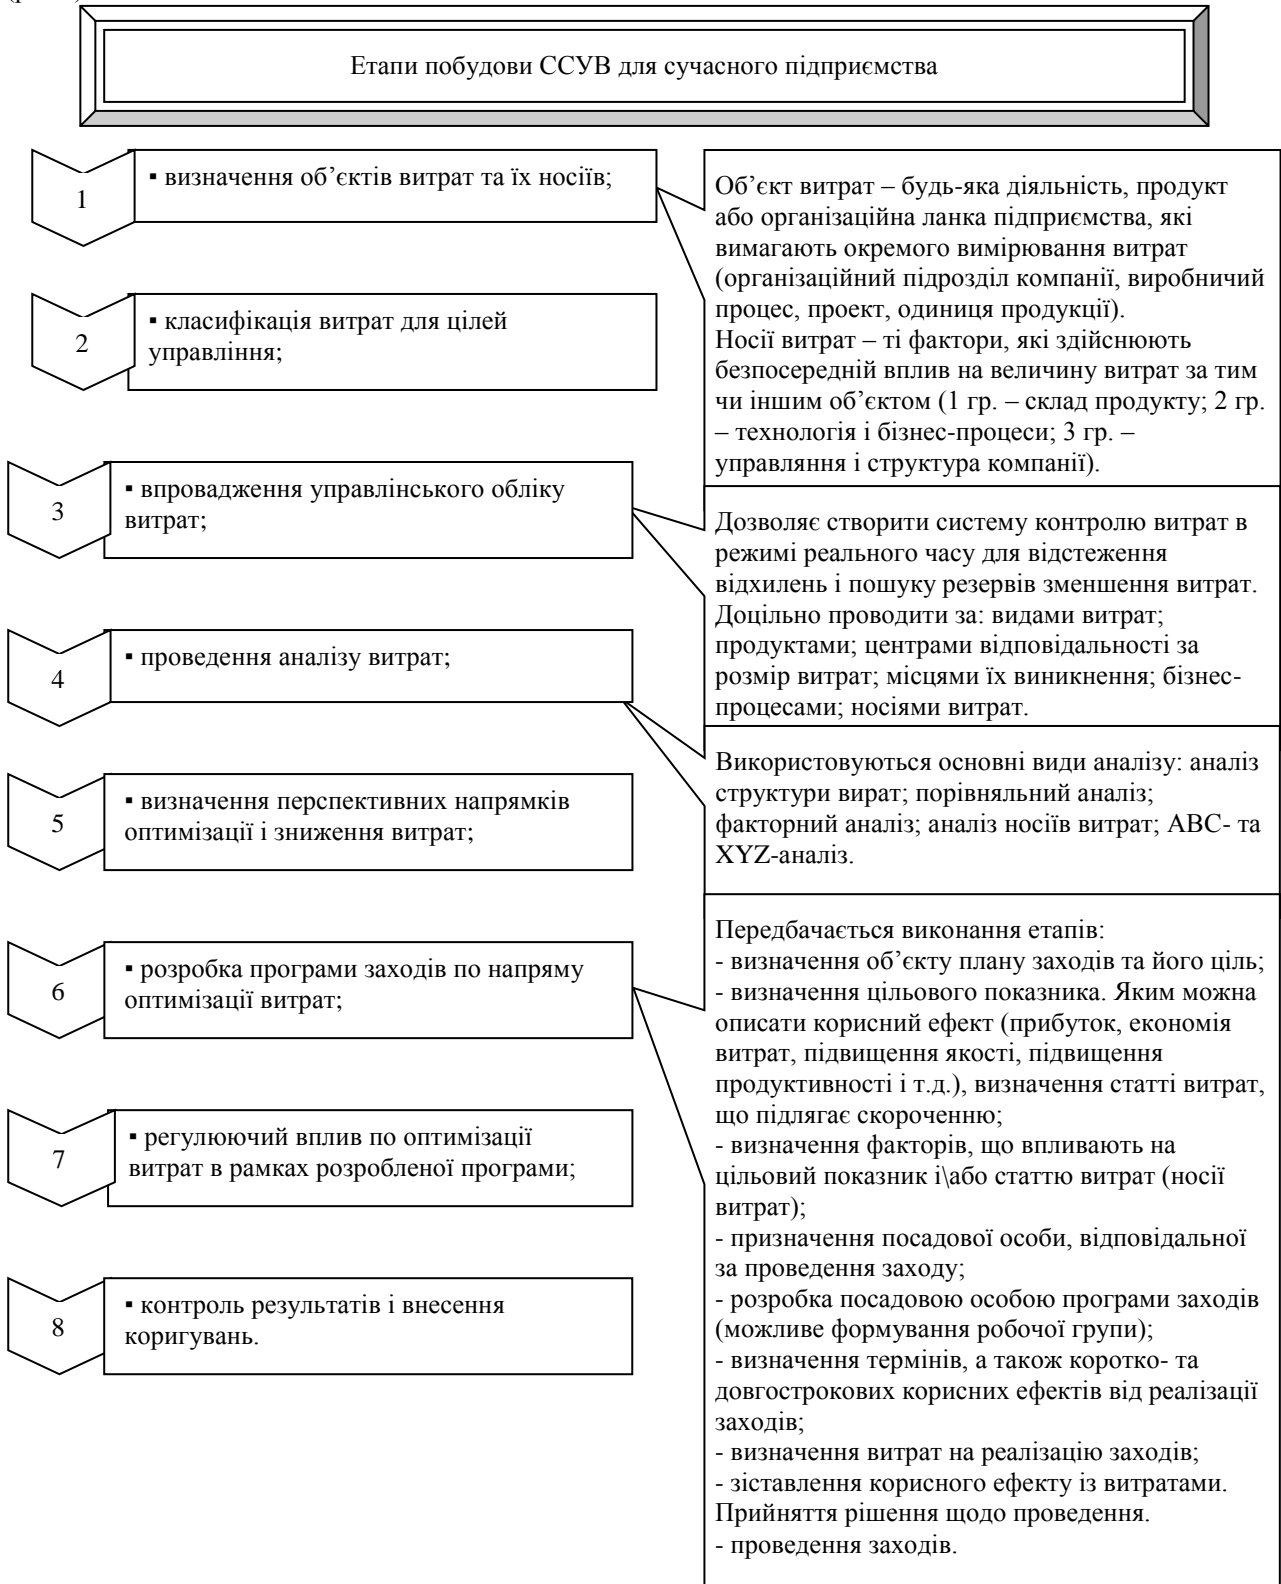 Етапи побудови ССУВ для сучасного підприємства
1
▪ визначення об’єктів витрат та їх носіїв;
Об’єкт витрат – будь-яка діяльність, продукт
або організаційна ланка підприємства, які
вимагають окремого вимірювання витрат
(організаційний підрозділ компанії, виробничий
процес, проект, одиниця продукції).
Носії витрат – ті фактори, які здійснюють
безпосередній вплив на величину витрат за тим
чи іншим об’єктом (1 гр. – склад продукту; 2 гр.
– технологія і бізнес-процеси; 3 гр. –
управляння і структура компанії).
2
▪ класифікація витрат для цілей
управління;
3
▪ впровадження управлінського обліку
витрат;
Дозволяє створити систему контролю витрат в
режимі реального часу для відстеження
відхилень і пошуку резервів зменшення витрат.
Доцільно проводити за: видами витрат;
продуктами; центрами відповідальності за
розмір витрат; місцями їх виникнення; бізнес-
процесами; носіями витрат.
4
▪ проведення аналізу витрат;
Використовуються основні види аналізу: аналіз
структури вират; порівняльний аналіз;
факторний аналіз; аналіз носіїв витрат; АВС- та
XYZ-аналіз.
5
▪ визначення перспективних напрямків
оптимізації і зниження витрат;
6
▪ розробка програми заходів по напряму
оптимізації витрат;
Передбачається виконання етапів:
- визначення об’єкту плану заходів та його ціль;
- визначення цільового показника. Яким можна
описати корисний ефект (прибуток, економія
витрат, підвищення якості, підвищення
продуктивності і т.д.), визначення статті витрат,
що підлягає скороченню;
- визначення факторів, що впливають на
цільовий показник і\або статтю витрат (носії
витрат);
- призначення посадової особи, відповідальної
за проведення заходу;
- розробка посадовою особою програми заходів
(можливе формування робочої групи);
- визначення термінів, а також коротко- та
довгострокових корисних ефектів від реалізації
заходів;
- визначення витрат на реалізацію заходів;
- зіставлення корисного ефекту із витратами.
Прийняття рішення щодо проведення.
- проведення заходів.
7
▪ регулюючий вплив по оптимізації
витрат в рамках розробленої програми;
8
▪ контроль результатів і внесення
коригувань.